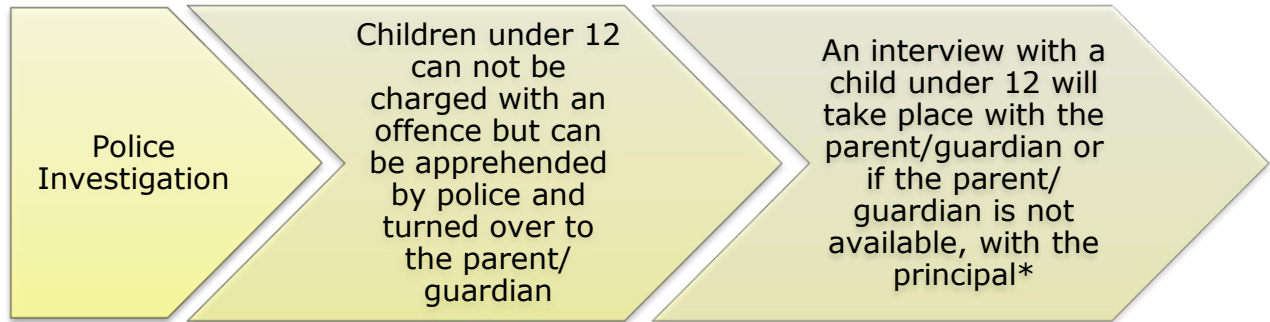 Police
Investigation
Children under 12
can not be
charged with an
offence but can
be apprehended
by police and
turned over to
the parent/
guardian
An interview with a
child under 12 will
take place with the
parent/guardian or
if the parent/
guardian is not
available, with the
principal*